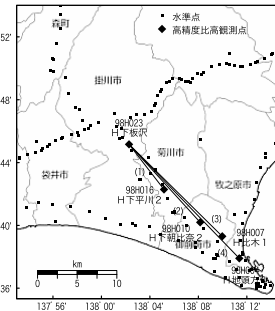 水準点
高精度比高観測点
森町
掛川市
98H023
H下板沢
菊川市
袋井市
(1)
98H016
H下平川2
牧之原市
(2)
(3)
98H010
H下朝比奈2
御前崎市
98H007
H比木1
(4)
52'
48'
44'
40'
36'
km
0
5
10
137˚56'
138˚00'
138˚04'
138˚08'
138˚12'